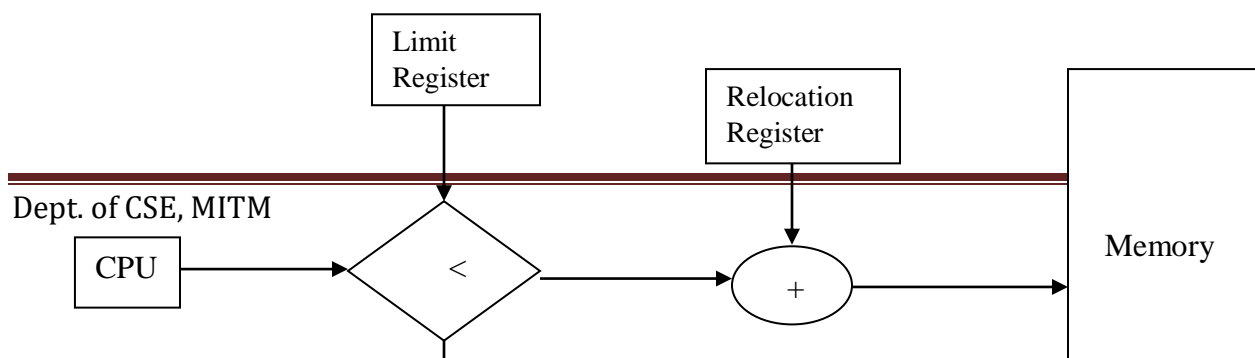 Limit
Register
Relocation
Register
Dept. of CSE, MITM
CPU
<
+
Memory